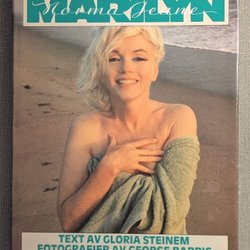 MARILYN
Norma Jeane
TEXT AV GLORIA STEINEM
FOTOGRAFIER AV GEORGE BARRIS